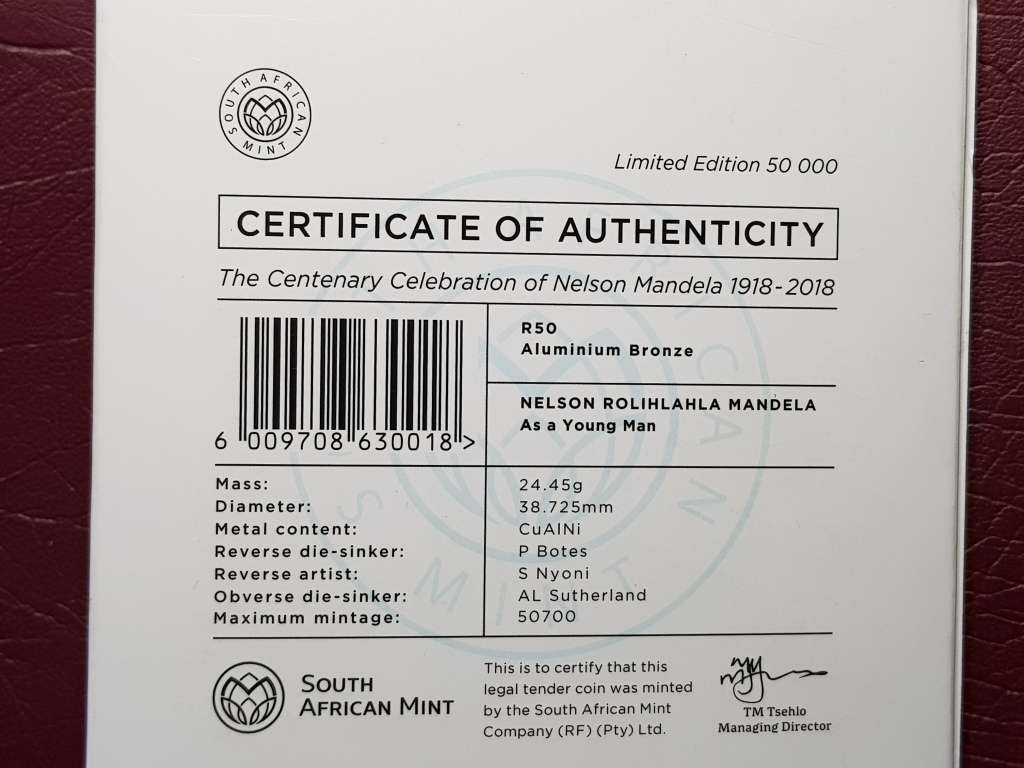 SOUTH AFRICAN MINT
Limited Edition 50 000
CERTIFICATE OF AUTHENTICITY
The Centenary Celebration of Nelson Mandela 1918-2018
R50
Aluminium Bronze
NELSON ROLIHLAHLA MANDELA
As a Young Man
6 009708 630018 >
Mass: 24.45g
Diameter: 38.725mm
Metal content: CuAlNi
Reverse die-sinker: P Botes
Reverse artist: S Nyoni
Obverse die-sinker: AL Sutherland
Maximum mintage: 50700
SOUTH
AFRICAN MINT
This is to certify that this
legal tender coin was minted
by the South African Mint
Company (RF) (Pty) Ltd.
TM Tsehlo
Managing Director